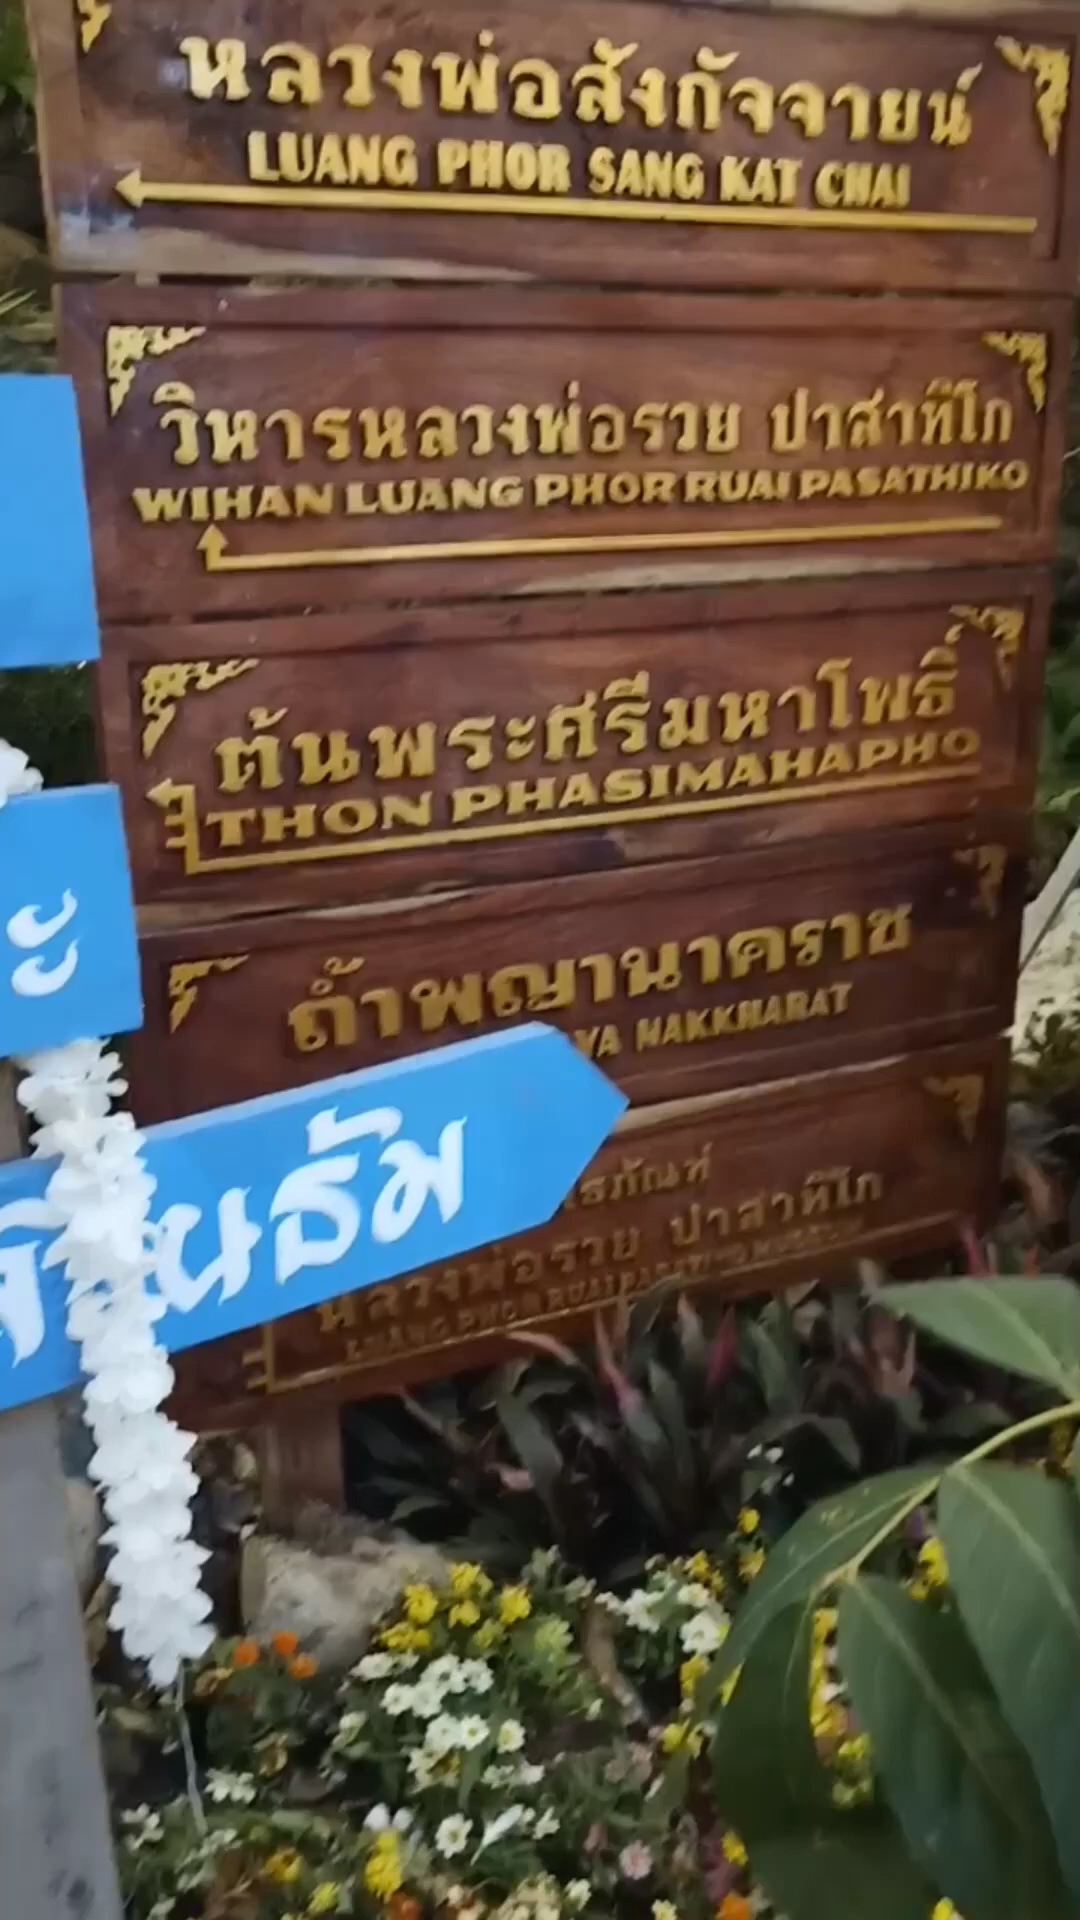 หลวงพ่อสังกัจจายน์
LUANG PHOR SANG KAT CHAI
วิหารหลวงพ่อรวย ปาสาทิโก
WIHAN LUANG PHOR RUAI PASATHIKO
ต้นพระศรีมหาโพธิ์
THON PHASIMAHAPHO
ถ้ำพญานาคราช
YA NAKKHARAT
หลวงพ่อรวย ปาสาทิโก
LUANG PHOR RUAI